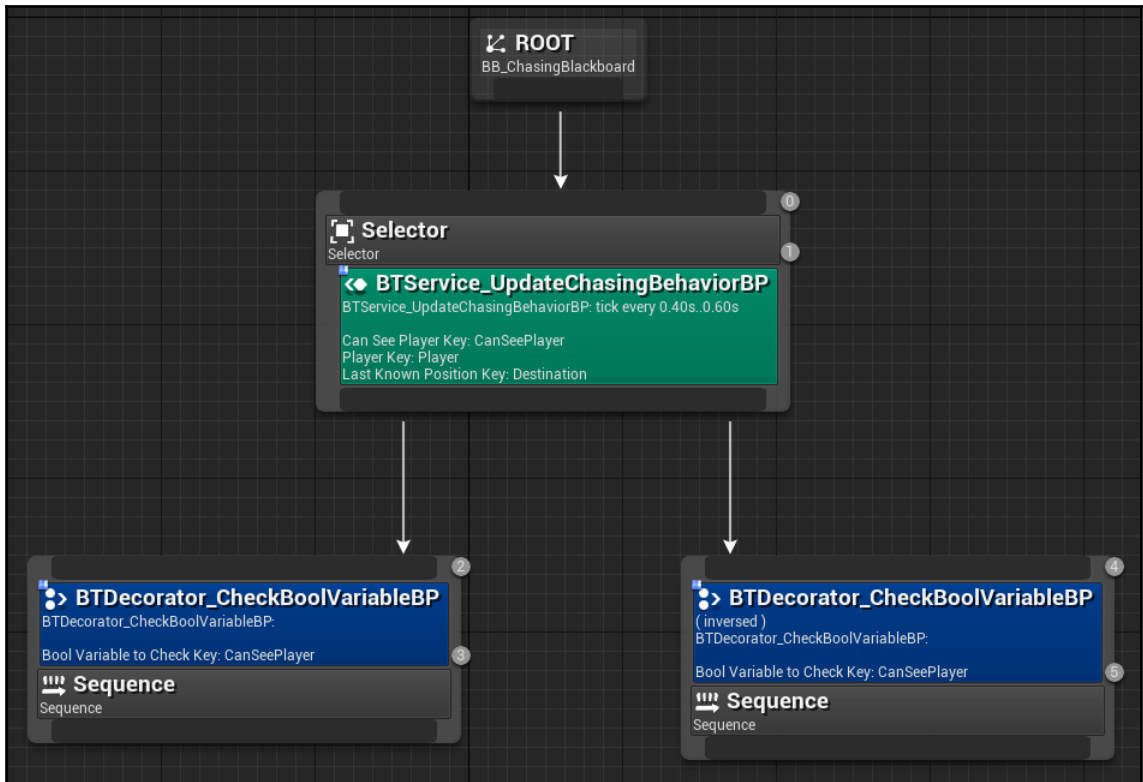 ROOT
BB_ChasingBlackboard
0
Selector
1
Selector
BTService_UpdateChasingBehaviorBP
BTService_UpdateChasingBehaviorBP: tick every 0.40s..0.60s
Can See Player Key: CanSeePlayer
Player Key: Player
Last Known Position Key: Destination
2
BTDecorator_CheckBoolVariableBP
BTDecorator_CheckBoolVariableBP:
Bool Variable to Check Key: CanSeePlayer
3
Sequence
Sequence
4
BTDecorator_CheckBoolVariableBP
( inversed )
BTDecorator_CheckBoolVariableBP:
Bool Variable to Check Key: CanSeePlayer
5
Sequence
Sequence